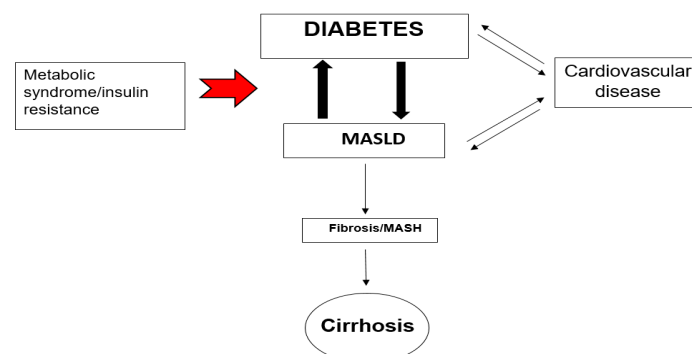 DIABETES
Metabolic
syndrome/insulin
resistance
Cardiovascular
disease
MASLD
Fibrosis/MASH
Cirrhosis